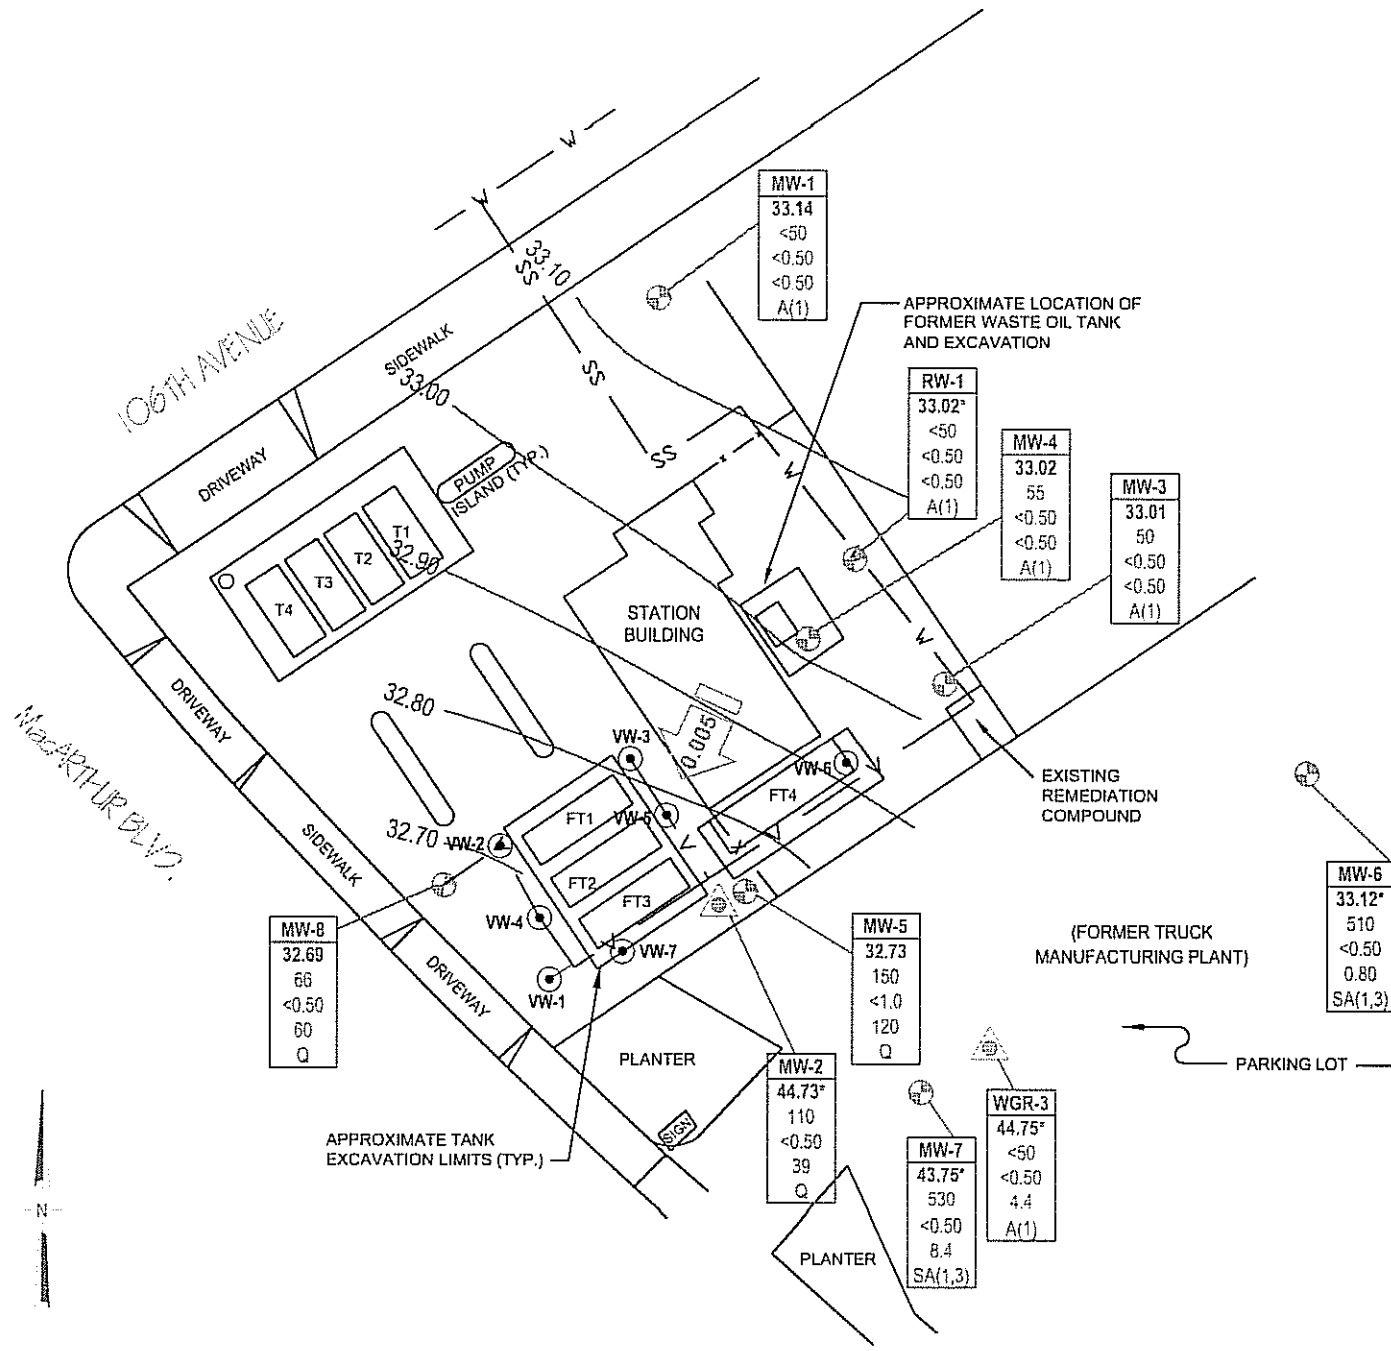 W
W
W
MW-1
33.14
<50
<0.50
<0.50
A(1)
33.10
SS
SS
SS
106TH AVENUE
SIDEWALK
33.00
DRIVEWAY
PUMP
ISLAND (TYP.)
T1
T2
T3
T4
32.90
APPROXIMATE LOCATION OF
FORMER WASTE OIL TANK
AND EXCAVATION
RW-1
33.02*
<50
<0.50
<0.50
A(1)
MW-4
33.02
55
<0.50
<0.50
A(1)
MW-3
33.01
50
<0.50
<0.50
A(1)
STATION
BUILDING
W
W
DRIVEWAY
MacARTHUR BLVD.
32.80
0.005
VW-3
VW-6
FT4
EXISTING
REMEDIATION
COMPOUND
FT1
VW-5
32.70
VW-2
SIDEWALK
FT2
FT3
VW-4
VW-7
VW-1
DRIVEWAY
MW-8
32.69
66
<0.50
60
Q
MW-5
32.73
150
<1.0
120
Q
(FORMER TRUCK
MANUFACTURING PLANT)
MW-6
33.12*
510
<0.50
0.80
SA(1,3)
PLANTER
PARKING LOT
MW-2
44.73*
110
<0.50
39
Q
WGR-3
44.75*
<50
<0.50
4.4
A(1)
MW-7
43.75*
530
<0.50
8.4
SA(1,3)
SIGN
APPROXIMATE TANK
EXCAVATION LIMITS (TYP.)
PLANTER
N